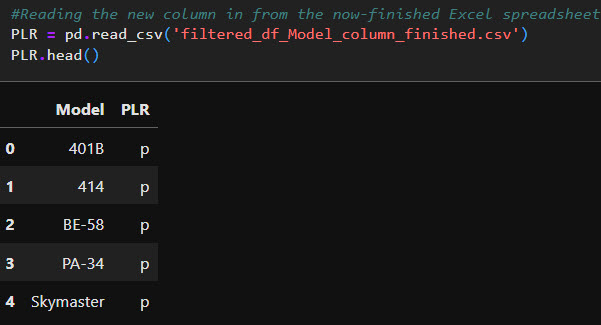 #Reading the new column in from the now-finished Excel spreadsheet
PLR = pd.read_csv('filtered_df_Model_column_finished.csv')
PLR.head()
Model PLR
0 401B p
1 414 p
2 BE-58 p
3 PA-34 p
4 Skymaster p